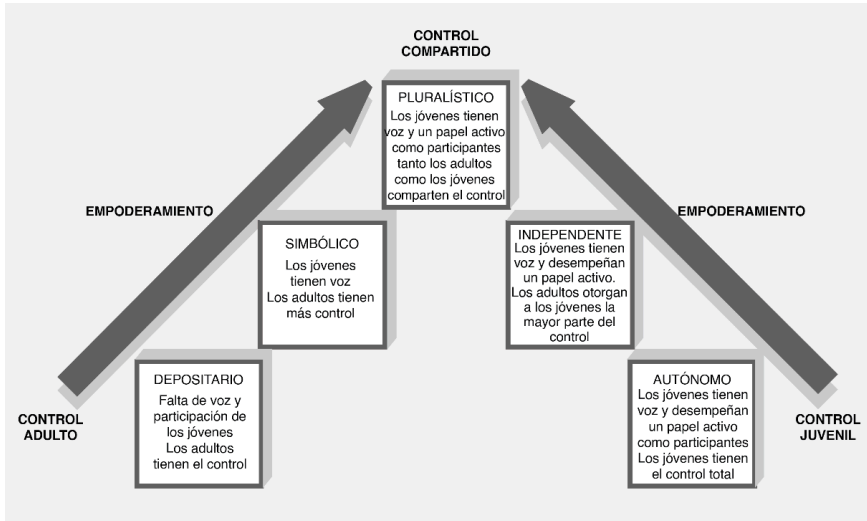 CONTROL
COMPARTIDO
PLURALÍSTICO
Los jóvenes tienen
voz y un papel activo
como participantes
tanto los adultos
como los jóvenes
comparten el control
EMPODERAMIENTO
EMPODERAMIENTO
SIMBÓLICO
Los jóvenes
tienen voz
Los adultos tienen
más control
INDEPENDIENTE
Los jóvenes tienen
voz y desempeñan
un papel activo.
Los adultos otorgan
a los jóvenes la
mayor parte del
control
DEPOSITARIO
Falta de voz y
participación de
los jóvenes
Los adultos
tienen el control
AUTÓNOMO
Los jóvenes tienen
voz y desempeñan
un papel activo
como participantes
Los jóvenes tienen
el control total
CONTROL
ADULTO
CONTROL
JUVENIL